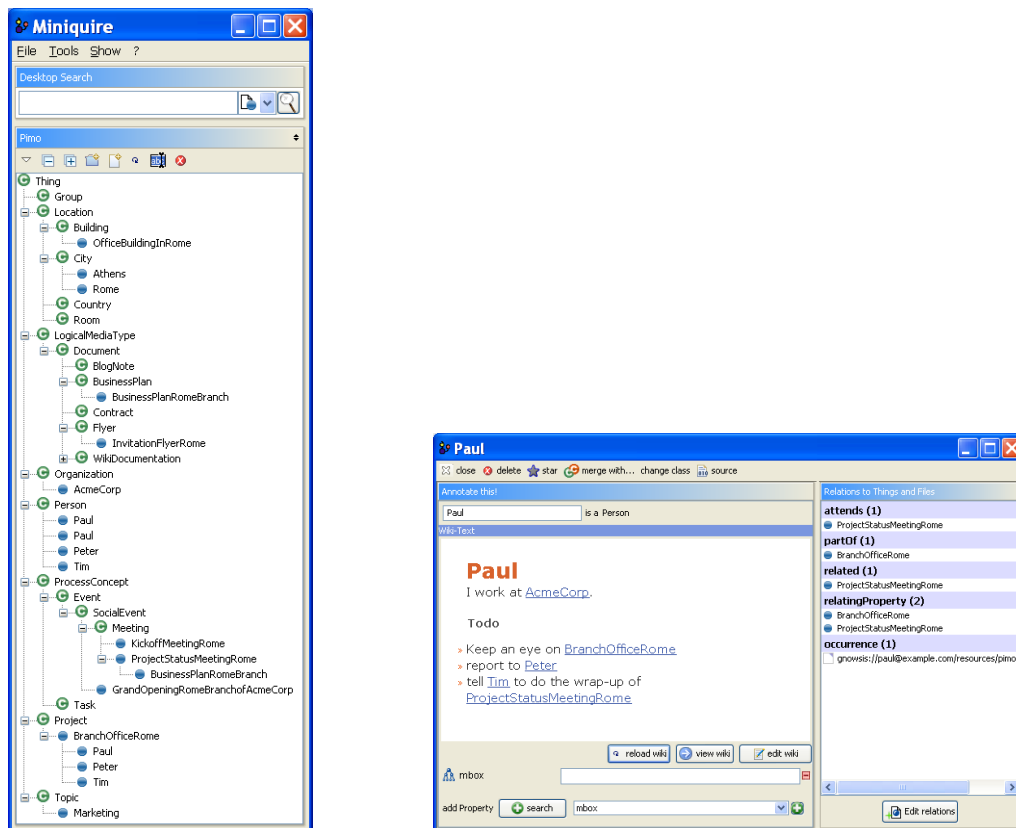 Miniquire
File Tools Show ?
Desktop Search
Pimo
Thing
Group
Location
Building
OfficeBuildingInRome
City
Athens
Rome
Country
Room
LogicalMediaType
Document
BlogNote
BusinessPlan
BusinessPlanRomeBranch
Contract
Flyer
InvitationFlyerRome
WikiDocumentation
Organization
AcmeCorp
Person
Paul
Paul
Peter
Tim
ProcessConcept
Event
SocialEvent
Meeting
KickoffMeetingRome
ProjectStatusMeetingRome
BusinessPlanRomeBranch
GrandOpeningRomeBranchofAcmeCorp
Task
Project
BranchOfficeRome
Paul
Peter
Tim
Topic
Marketing
Paul
close delete star merge with... change class source
Annotate this!
Paul is a Person
Wiki-Text
Paul
I work at AcmeCorp.
Todo
» Keep an eye on BranchOfficeRome
» report to Peter
» tell Tim to do the wrap-up of
ProjectStatusMeetingRome
reload wiki view wiki edit wiki
mbox
add Property search mbox
Relations to Things and Files
attends (1)
ProjectStatusMeetingRome
partOf (1)
BranchOfficeRome
related (1)
ProjectStatusMeetingRome
relatingProperty (2)
BranchOfficeRome
ProjectStatusMeetingRome
occurrence (1)
gnowsis://paul@example.com/resources/pimo
Edit relations